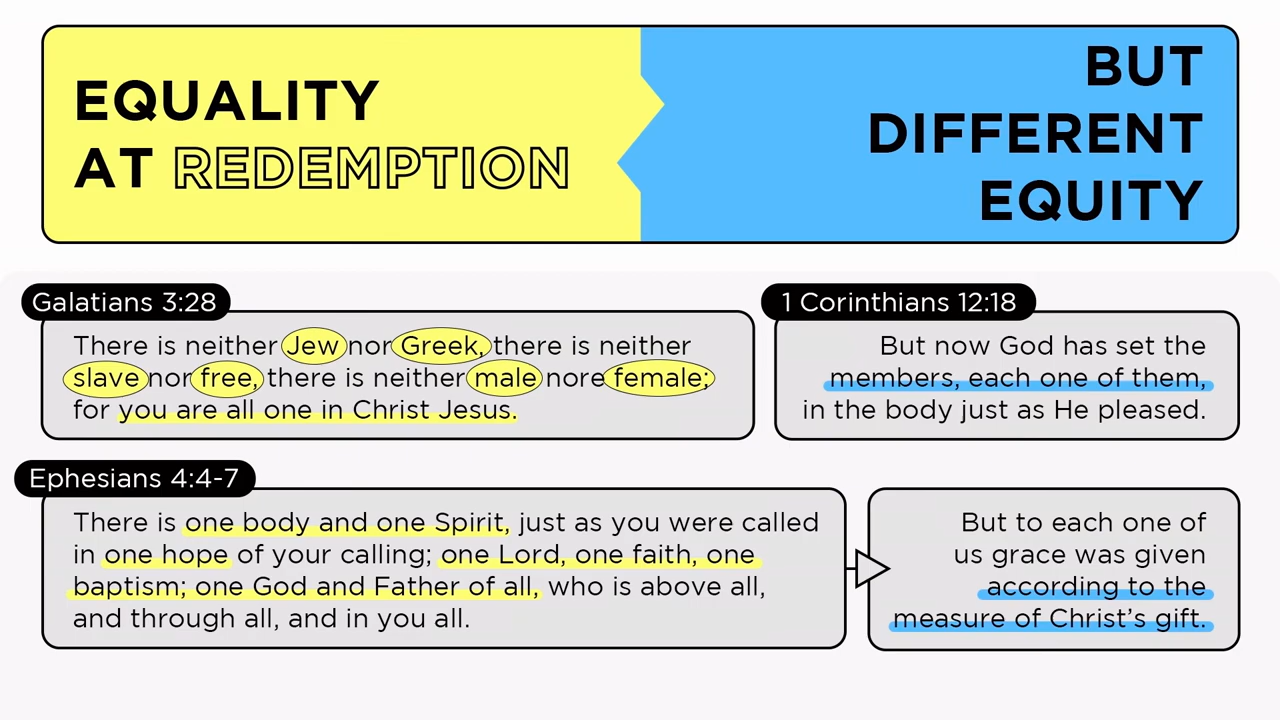 EQUALITY
AT REDEMPTION
BUT
DIFFERENT
EQUITY
Galatians 3:28
There is neither Jew nor Greek, there is neither
slave nor free, there is neither male nore female;
for you are all one in Christ Jesus.
1 Corinthians 12:18
But now God has set the
members, each one of them,
in the body just as He pleased.
Ephesians 4:4-7
There is one body and one Spirit, just as you were called
in one hope of your calling; one Lord, one faith, one
baptism; one God and Father of all, who is above all,
and through all, and in you all.
But to each one of
us grace was given
according to the
measure of Christ’s gift.